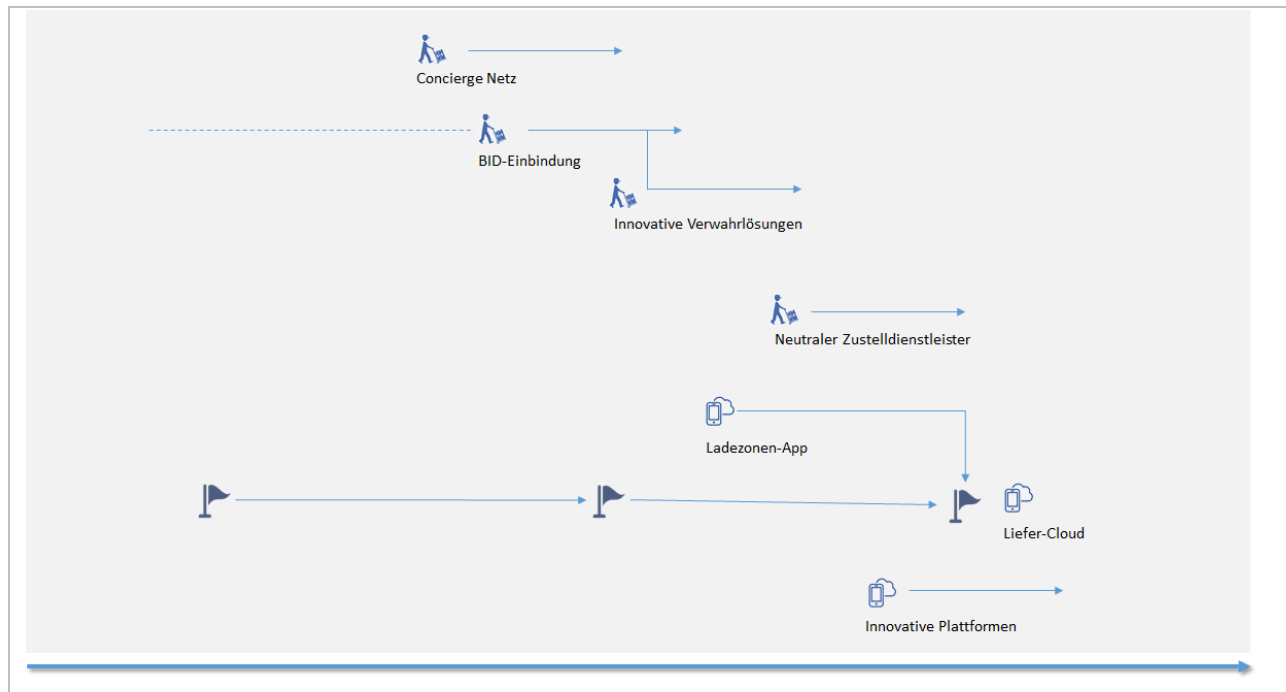 Concierge Netz
BID-Einbindung
Innovative Verwahrlösungen
Neutraler Zustelldienstleister
Ladezonen-App
Liefer-Cloud
Innovative Plattformen